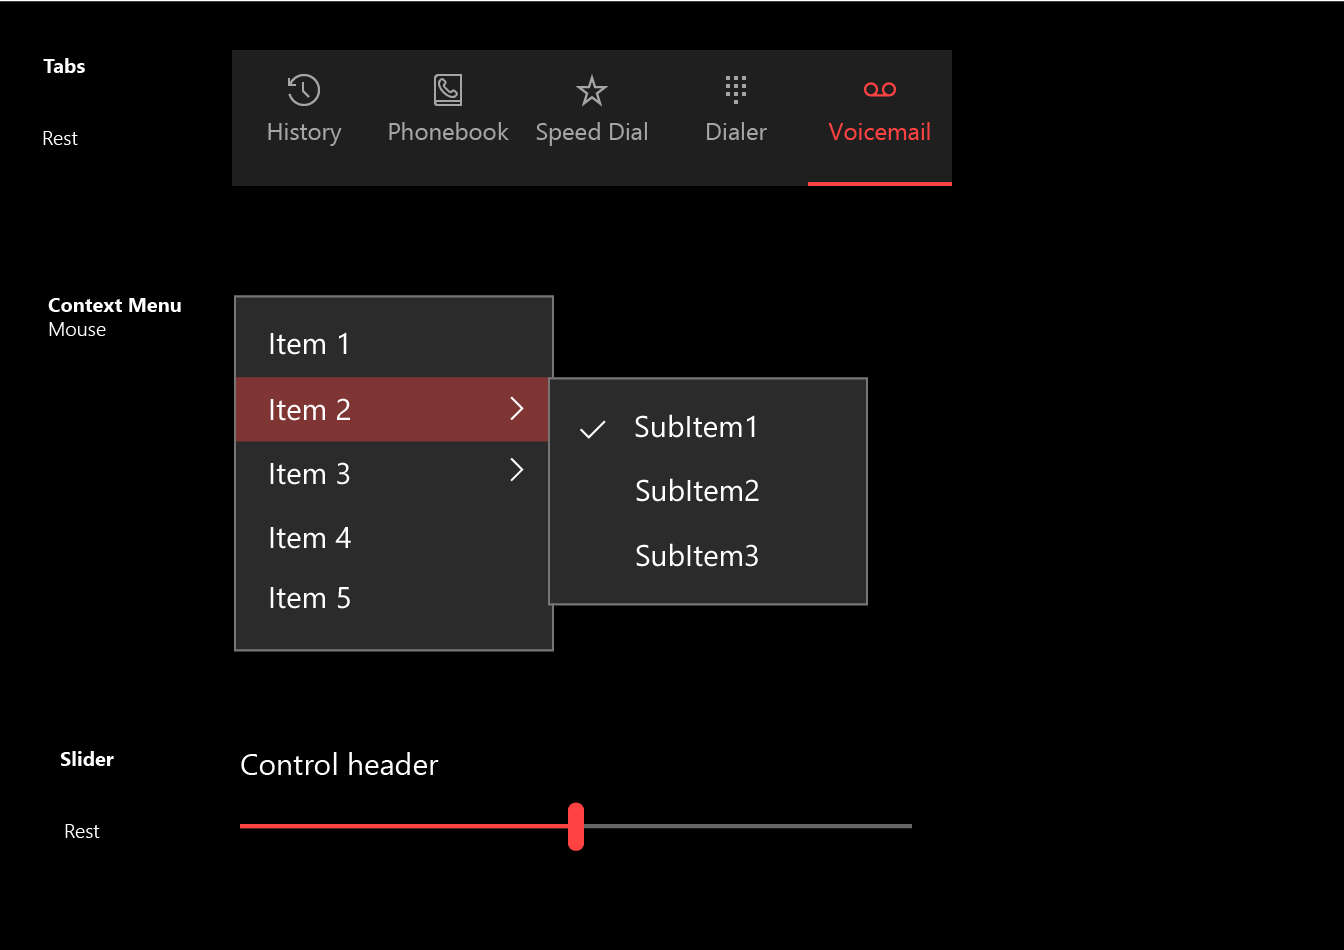 Tabs
Rest
History Phonebook Speed Dial Dialer Voicemail
Context Menu
Mouse
Item 1
Item 2
Item 3
Item 4
Item 5
SubItem1
SubItem2
SubItem3
Slider
Control header
Rest